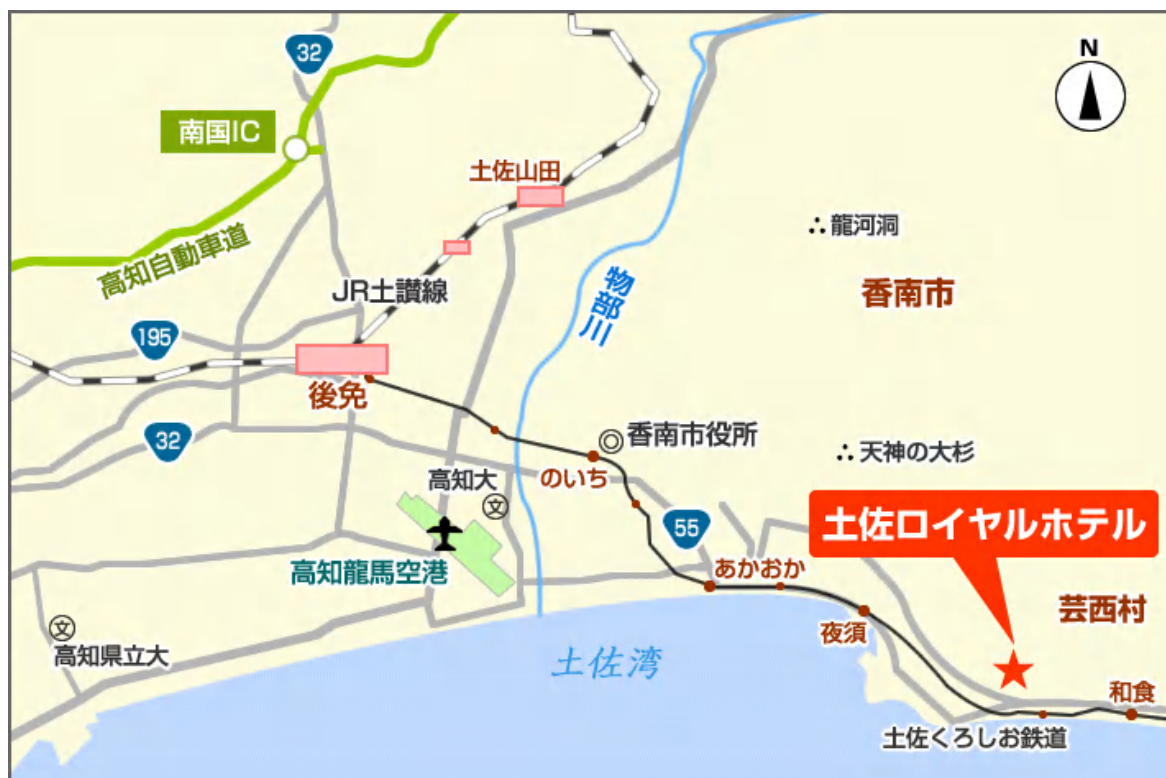 32
N
南国IC
土佐山田
龍河洞
高知自動車道
JR土讃線
物部川
香南市
195
後免
32
香南市役所
天神の大杉
のいち
高知大
文
55
土佐ロイヤルホテル
高知龍馬空港
あかおか
芸西村
文
高知県立大
土佐湾
夜須
和食
土佐くろしお鉄道